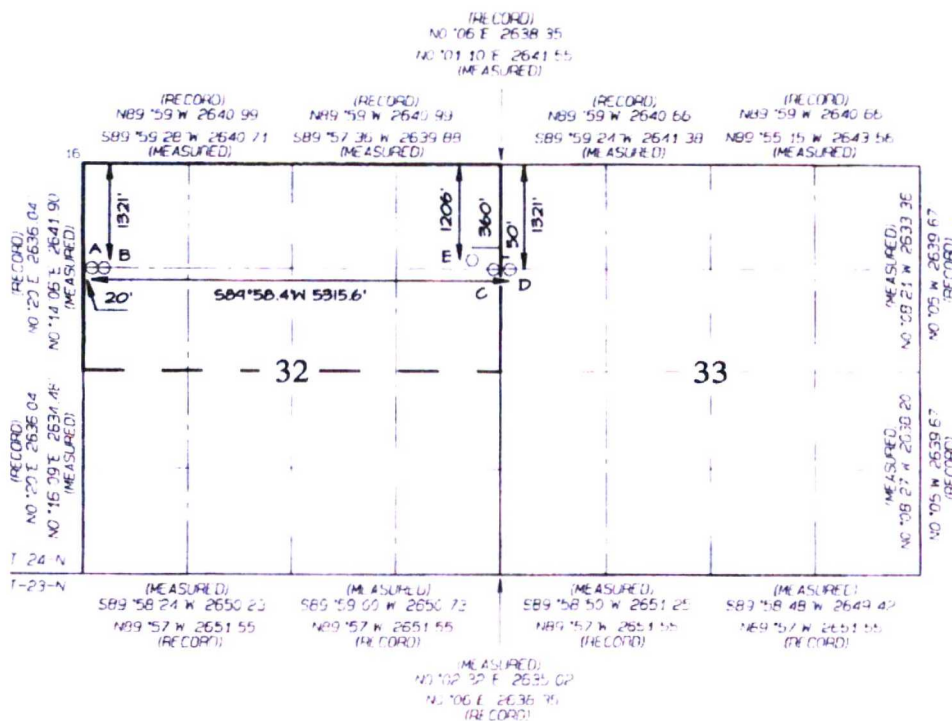 (RECORD)
N0°06'E 2638.35
N0°01'10"E 2641.55
(MEASURED)
(RECORD) (RECORD) (RECORD) (RECORD)
N89°59'W 2640.99 N89°59'W 2640.99 N89°59'W 2640.66 N89°59'W 2640.66
S89°59'28"W 2640.71 S89°57'36"W 2639.88 S89°59'24"W 2641.38 N89°55'15"W 2643.56
(MEASURED) (MEASURED) (MEASURED) (MEASURED)
16
(RECORD)
N0°20'E 2636.04
N0°14'06"E 2641.90
(MEASURED)
1321'
1206'
360'
50'
1321'
A B
E
C D
20'
S89°58.4'W 5315.6'
N0°08'21"W 2633.36
(MEASURED)
N0°05'W 2639.67
(RECORD)
32
33
(RECORD)
N0°20'E 2636.04
N0°16'09"E 2634.48'
(MEASURED)
(MEASURED)
N0°05'W 2639.67
(RECORD)
T-24-N
T-23-N
(MEASURED) (MEASURED) (MEASURED) (MEASURED)
S89°58'24"W 2650.23 S89°59'00"W 2650.73 S89°58'50"W 2651.25 S89°58'48"W 2649.42
N89°57'W 2651.55 N89°57'W 2651.55 N89°57'W 2651.55 N89°57'W 2651.55
(RECORD) (RECORD) (RECORD) (RECORD)
(MEASURED)
N0°02'32"E 2635.02
N0°06'E
(RECORD)